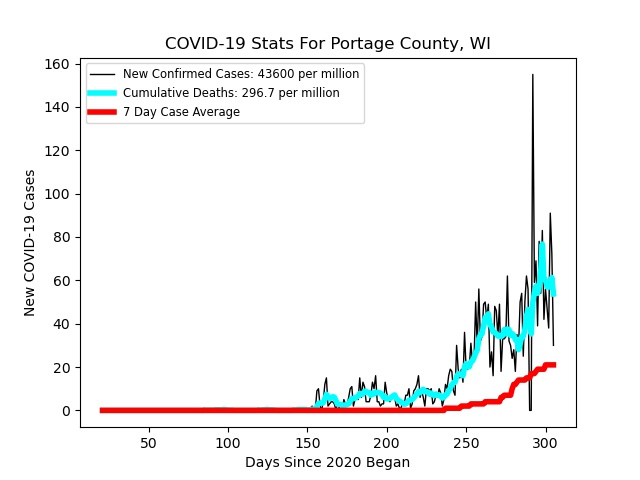 COVID-19 Stats For Portage County, WI
New Confirmed Cases: 43600 per million
Cumulative Deaths: 296.7 per million
7 Day Case Average
160
140
120
100
80
60
40
20
0
New COVID-19 Cases
50 100 150 200 250 300
Days Since 2020 Began